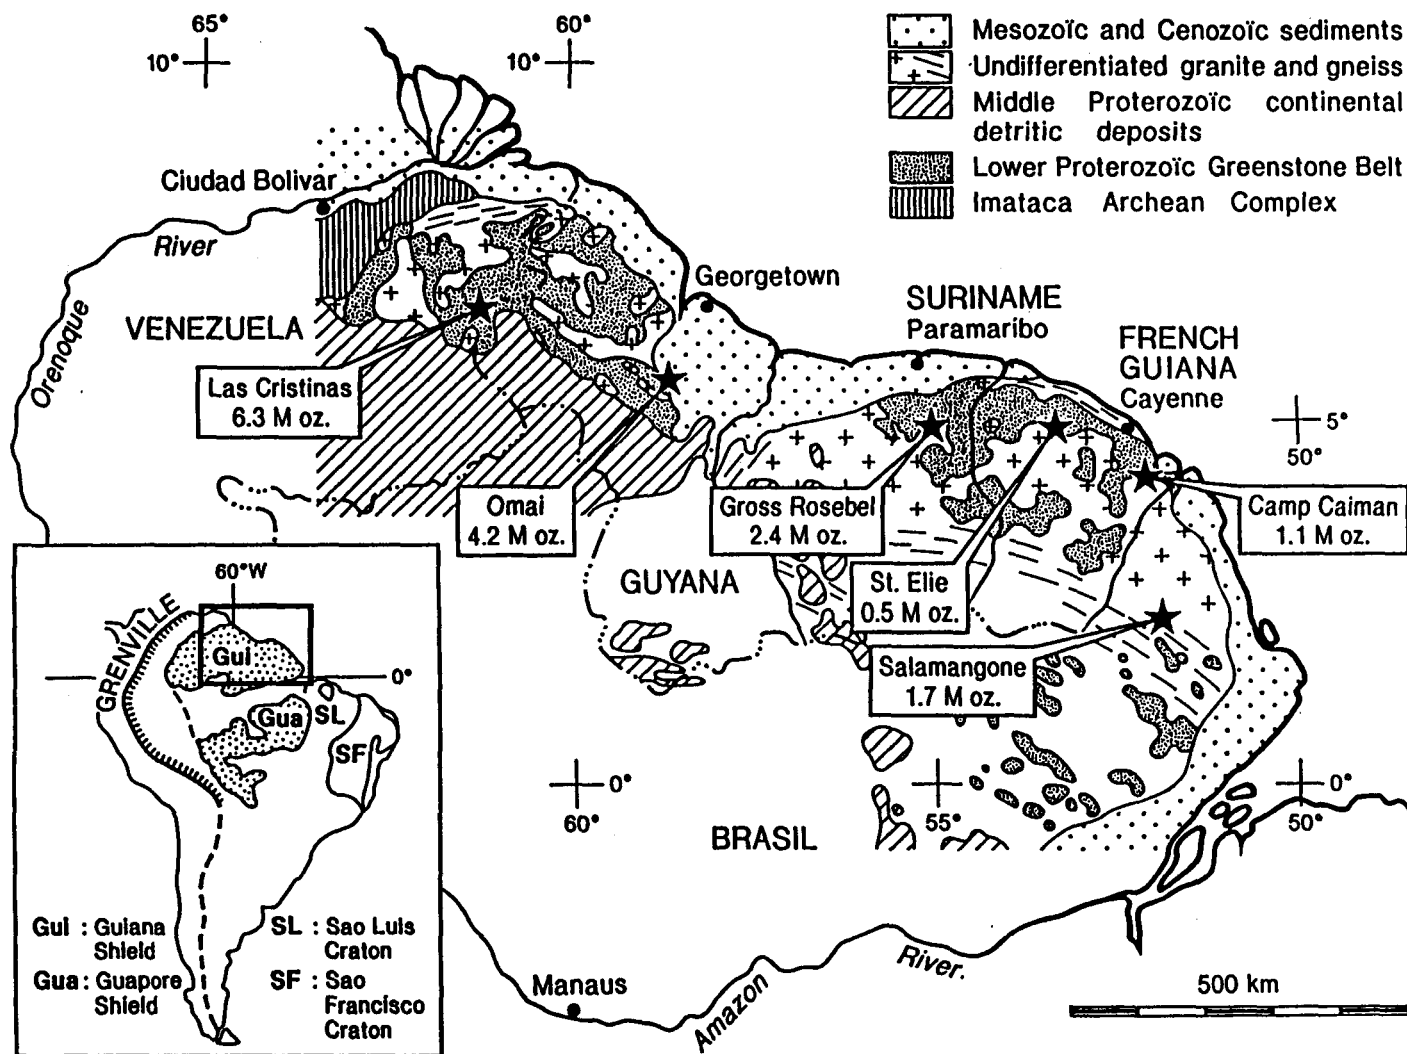 65° 60°
10° 10°
Mesozoïc and Cenozoïc sediments
Undifferentiated granite and gneiss
Middle Proterozoïc continental
detritic deposits
Lower Proterozoïc Greenstone Belt
Imataca Archean Complex
Ciudad Bolivar
River
Orenoque
VENEZUELA
Georgetown
SURINAME
Paramaribo
FRENCH
GUIANA
Cayenne
5°
50°
Las Cristinas
6.3 M oz.
Omai
4.2 M oz.
Gross Rosebel
2.4 M oz.
Camp Caiman
1.1 M oz.
St. Elie
0.5 M oz.
Salamangone
1.7 M oz.
GUYANA
BRASIL
0° 0°
60° 55° 50°
Manaus
Amazon
River.
500 km
60°W
GRENVILLE
Gui
0°
Gua
SL
SF
Gui : Guiana
Shield
Gua : Guapore
Shield
SL : Sao Luis
Craton
SF : Sao
Francisco
Craton